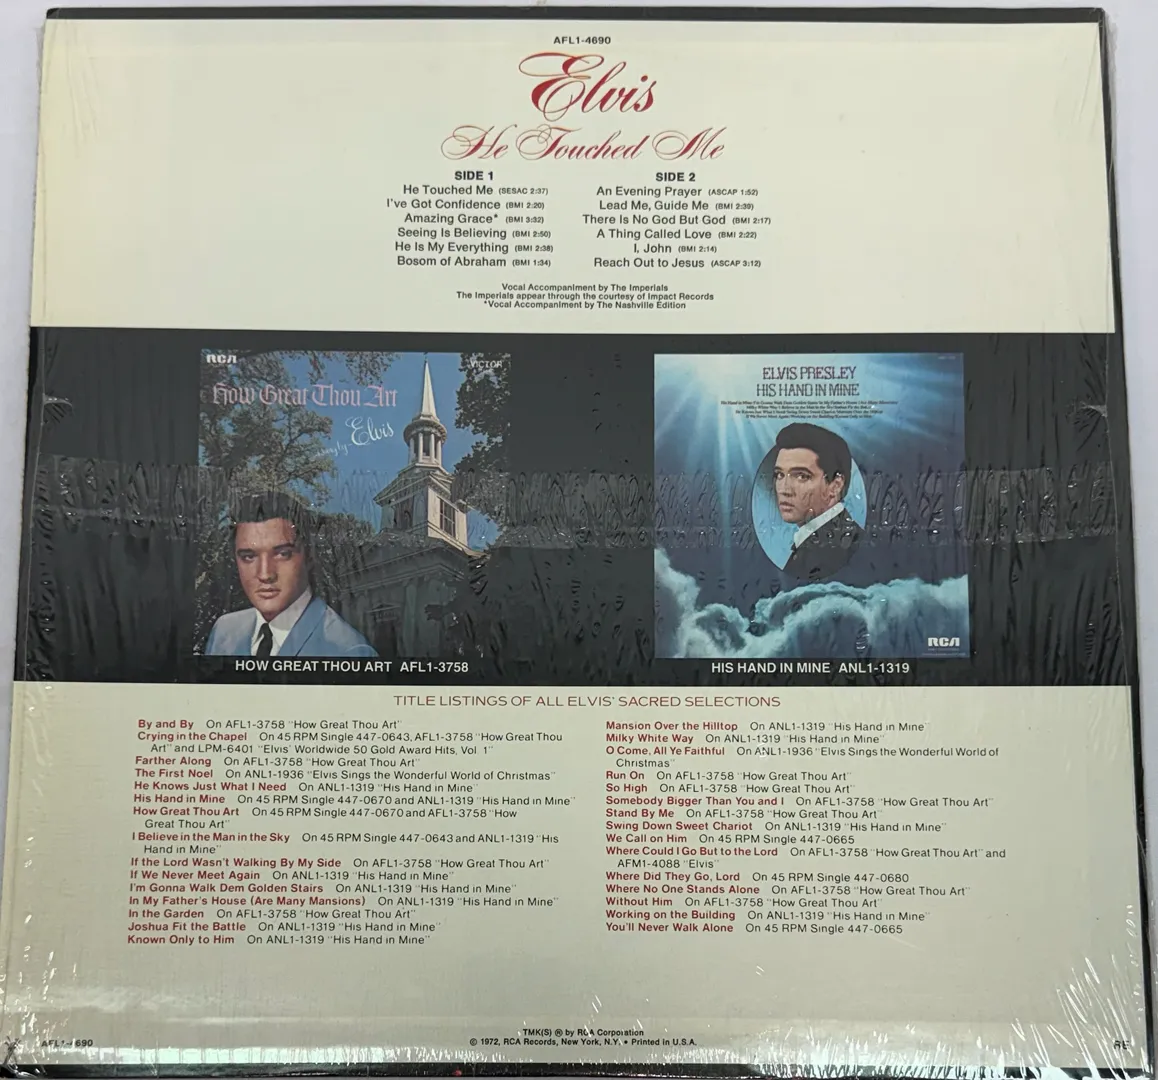 AFL1-4690
Elvis
He Touched Me
SIDE 1
He Touched Me (SESAC 2:37)
I've Got Confidence (BMI 2:20)
Amazing Grace* (BMI 3:32)
Seeing Is Believing (BMI 2:50)
He Is My Everything (BMI 2:38)
Bosom of Abraham (BMI 1:34)
SIDE 2
An Evening Prayer (ASCAP 1:52)
Lead Me, Guide Me (BMI 2:39)
There Is No God But God (BMI 2:17)
A Thing Called Love (BMI 2:22)
I, John (BMI 2:14)
Reach Out to Jesus (ASCAP 3:12)
Vocal Accompaniment by The Imperials
The Imperials appear through the courtesy of Impact Records
*Vocal Accompaniment by The Nashville Edition
RCA
VICTOR
How Great Thou Art
Elvis
HOW GREAT THOU ART AFL1-3758
ELVIS PRESLEY
HIS HAND IN MINE
RCA
HIS HAND IN MINE ANL1-1319
TITLE LISTINGS OF ALL ELVIS' SACRED SELECTIONS
By and By On AFL1-3758 "How Great Thou Art"
Crying in the Chapel On 45 RPM Single 447-0643, AFL1-3758 "How Great Thou
Art" and LPM-6401 "Elvis' Worldwide 50 Gold Award Hits, Vol 1"
Farther Along On AFL1-3758 "How Great Thou Art"
The First Noel On ANL1-1936 "Elvis Sings the Wonderful World of Christmas"
He Knows Just What I Need On ANL1-1319 "His Hand in Mine"
His Hand in Mine On 45 RPM Single 447-0670 and ANL1-1319 "His Hand in Mine"
How Great Thou Art On 45 RPM Single 447-0670 and AFL1-3758 "How
Great Thou Art"
I Believe in the Man in the Sky On 45 RPM Single 447-0643 and ANL1-1319 "His
Hand in Mine"
If the Lord Wasn't Walking By My Side On AFL1-3758 "How Great Thou Art"
If We Never Meet Again On ANL1-1319 "His Hand in Mine"
I'm Gonna Walk Dem Golden Stairs On ANL1-1319 "His Hand in Mine"
In My Father's House (Are Many Mansions) On ANL1-1319 "His Hand in Mine"
In the Garden On AFL1-3758 "How Great Thou Art"
Joshua Fit the Battle On ANL1-1319 "His Hand in Mine"
Known Only to Him On ANL1-1319 "His Hand in Mine"
Mansion Over the Hilltop On ANL1-1319 "His Hand in Mine"
Milky White Way On ANL1-1319 "His Hand in Mine"
O Come, All Ye Faithful On ANL1-1936 "Elvis Sings the Wonderful World of
Christmas"
Run On On AFL1-3758 "How Great Thou Art"
So High On AFL1-3758 "How Great Thou Art"
Somebody Bigger Than You and I On AFL1-3758 "How Great Thou Art"
Stand By Me On AFL1-3758 "How Great Thou Art"
Swing Down Sweet Chariot On ANL1-1319 "His Hand in Mine"
We Call on Him On 45 RPM Single 447-0665
Where Could I Go But to the Lord On AFL1-3758 "How Great Thou Art" and
AFM1-4088 "Elvis"
Where Did They Go, Lord On 45 RPM Single 447-0680
Where No One Stands Alone On AFL1-3758 "How Great Thou Art"
Without Him On AFL1-3758 "How Great Thou Art"
Working on the Building On ANL1-1319 "His Hand in Mine"
You'll Never Walk Alone On 45 RPM Single 447-0665
TMK(S) ® by RCA Corporation
© 1972, RCA Records, New York, N.Y. • Printed in U.S.A.
AFL1-4690
RE